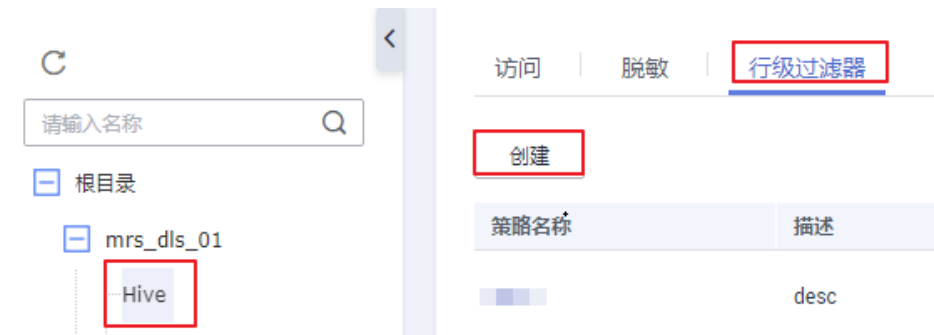 请输入名称
根目录
mrs_dls_01
Hive
访问 脱敏 行级过滤器
创建
策略名称 描述
desc